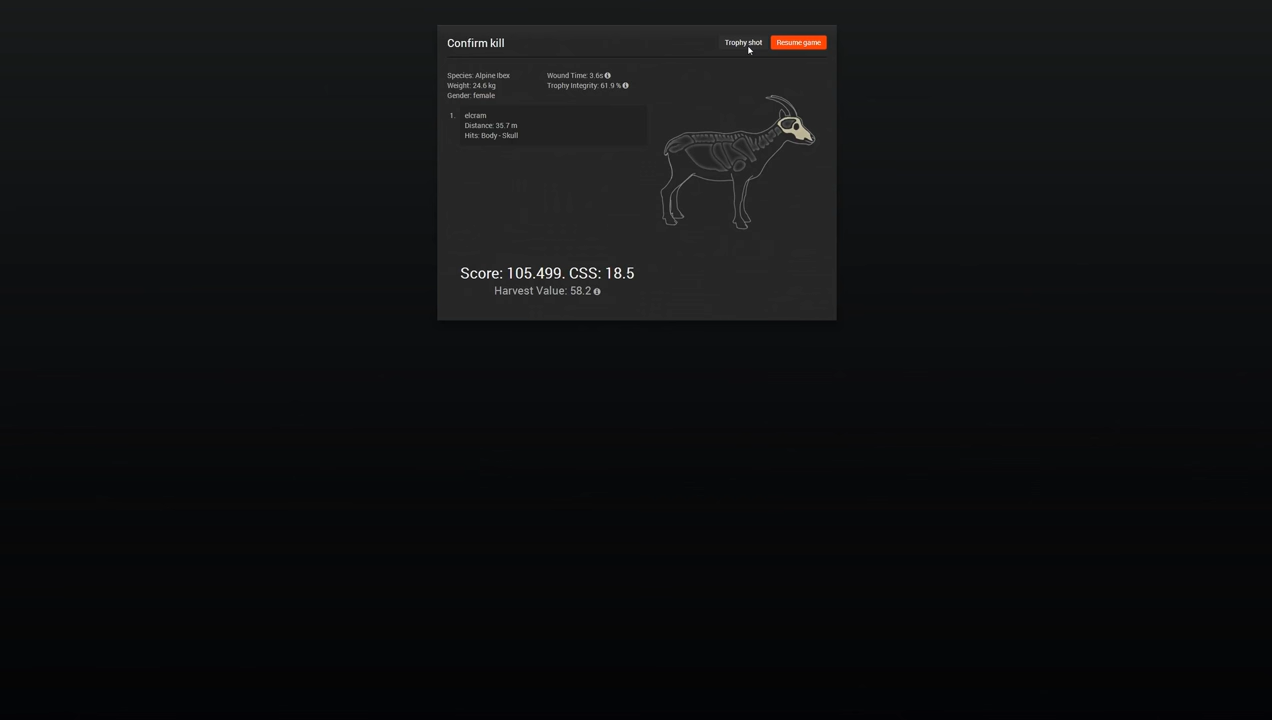 Confirm kill
Trophy shot
Resume game
Species: Alpine Ibex
Weight: 24.6 kg
Gender: female
Wound Time: 3.6s
Trophy Integrity: 61.9 %
1.
elcram
Distance: 35.7 m
Hits: Body - Skull
Score: 105.499. CSS: 18.5
Harvest Value: 58.2